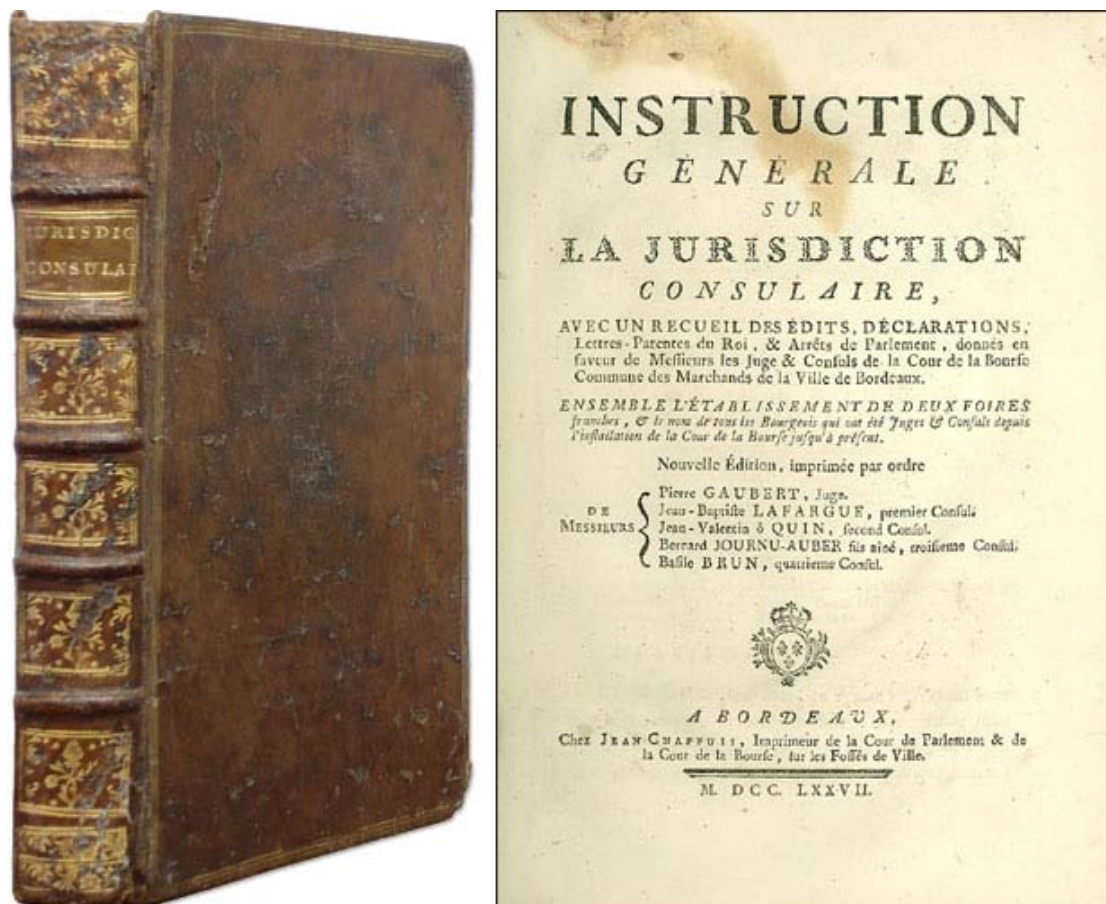 JURISDIC
CONSULAI
INSTRUCTION
GÉNÉRALE
SUR
LA JURISDICTION
CONSULAIRE,
AVEC UN RECUEIL DES ÉDITS, DÉCLARATIONS,
Lettres-Patentes du Roi, & Arrêts de Parlement, donnés en
faveur de Messieurs les Juge & Consuls de la Cour de la Bourse
Commune des Marchands de la Ville de Bordeaux.
ENSEMBLE L'ÉTABLISSEMENT DE DEUX FOIRES
franches, & le nom de tous les Bourgeois qui ont été Juges & Consuls depuis
l'installation de la Cour de la Bourse jusqu'à présent.
Nouvelle Édition, imprimée par ordre
DE
MESSIEURS
Pierre GAUBERT, Juge.
Jean-Baptiste LAFARGUE, premier Consul.
Jean-Valentin ô QUIN, second Consul.
Bernard JOURNU-AUBER fils aîné, troisieme Consul.
Basile BRUN, quatrieme Consul.
A BORDEAUX,
Chez JEAN CHAPPUIS, Imprimeur de la Cour de Parlement & de
la Cour de la Bourse, sur les Fossés de Ville.
M. DCC. LXXVII.